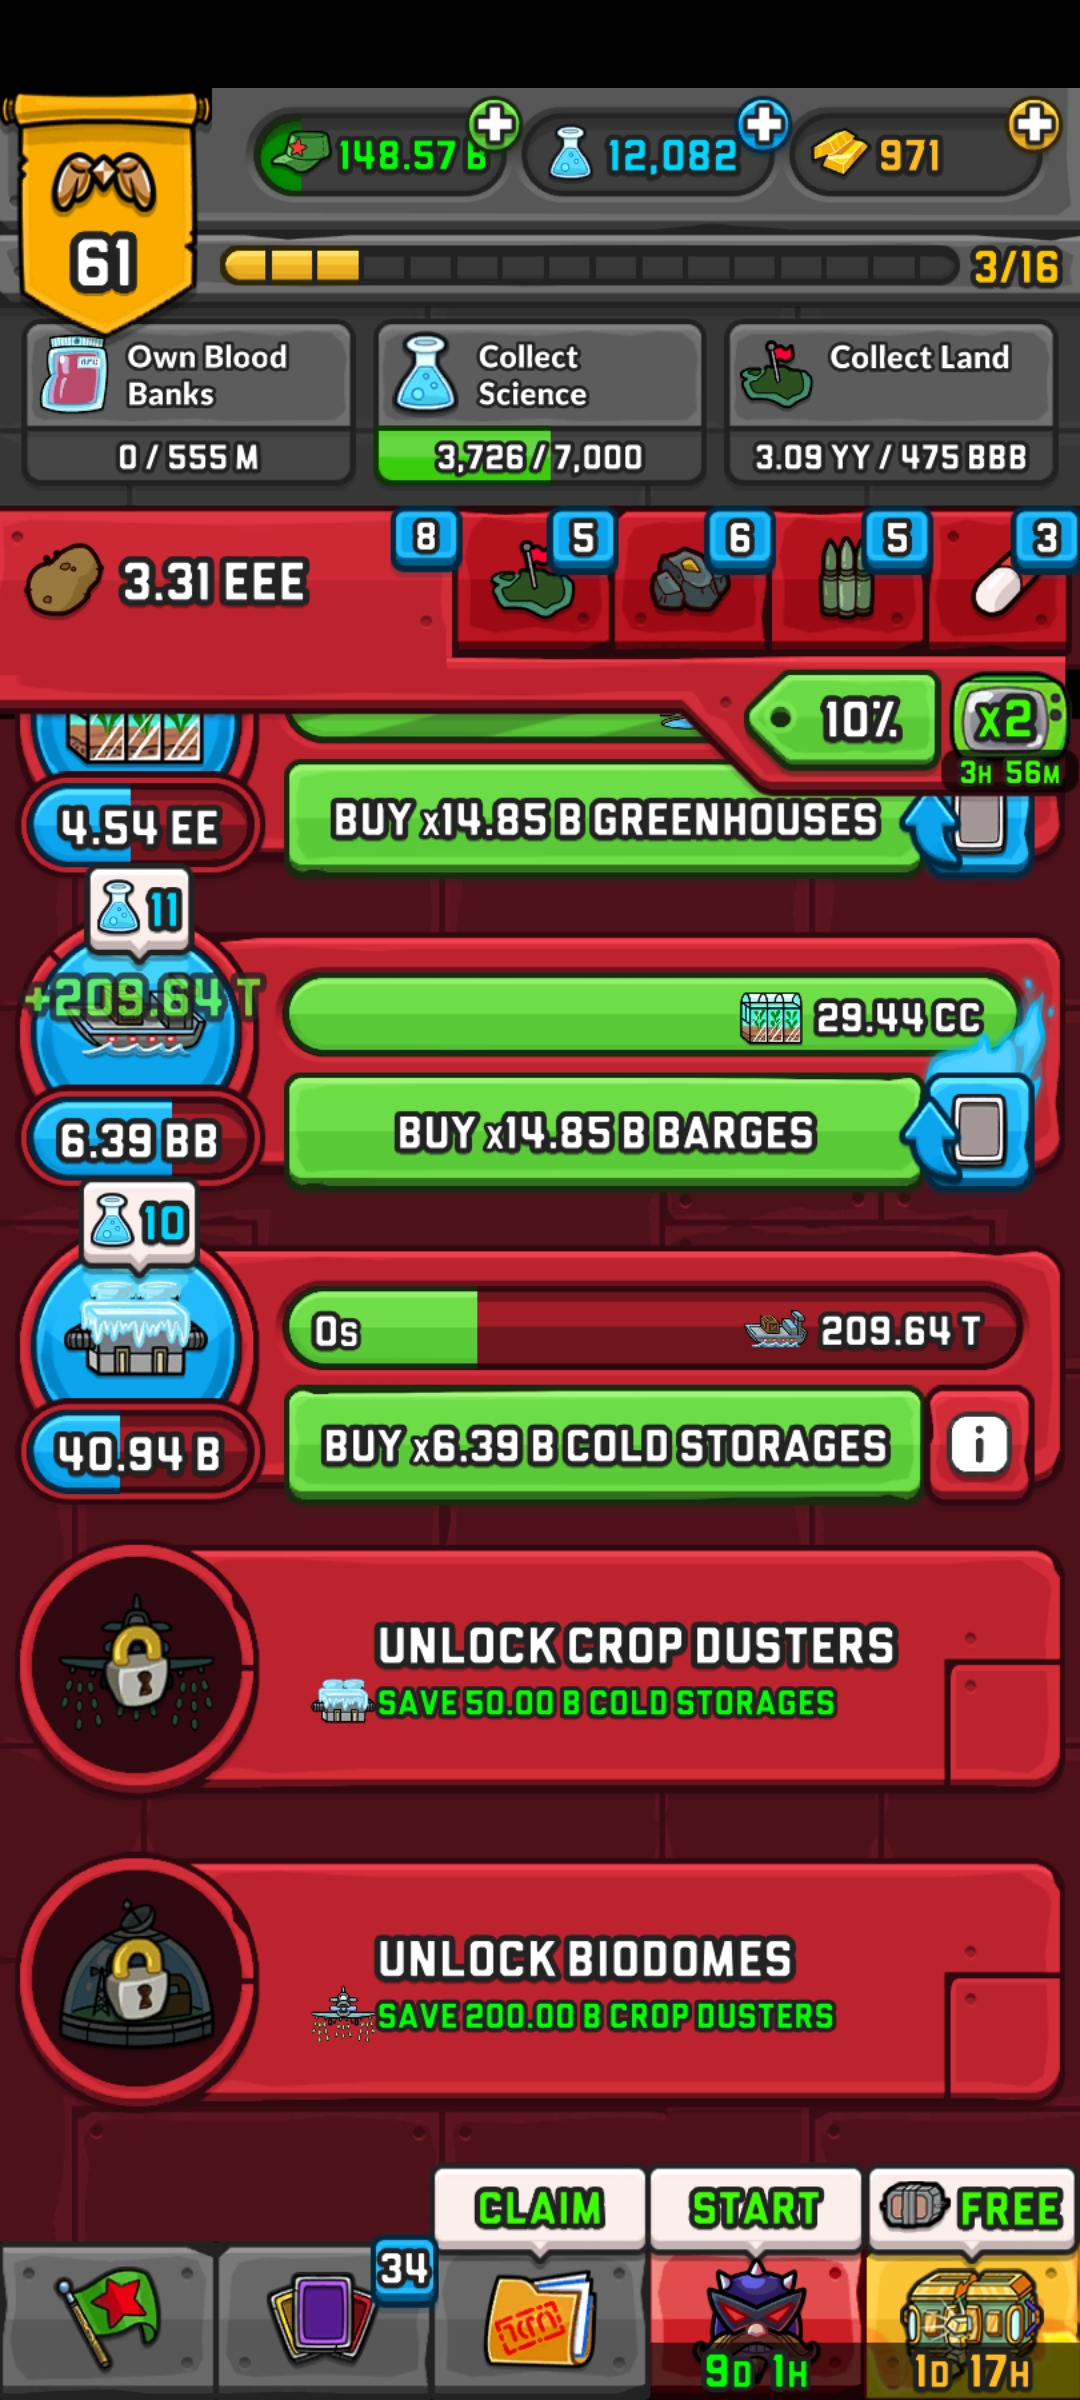 148.57 B
12,082
971
61
3/16
Own Blood
Banks
0 / 555 M
Collect
Science
3,726 / 7,000
Collect Land
3.09 YY / 475 BBB
3.31 EEE
8
5
6
5
3
10%
x2
3H 56M
4.54 EE
BUY x14.85 B GREENHOUSES
11
+209.64 T
29.44 CC
6.39 BB
BUY x14.85 B BARGES
10
0s
209.64 T
40.94 B
BUY x6.39 B COLD STORAGES
i
UNLOCK CROP DUSTERS
SAVE 50.00 B COLD STORAGES
UNLOCK BIODOMES
SAVE 200.00 B CROP DUSTERS
CLAIM
START
FREE
34
9D 1H
1D 17H